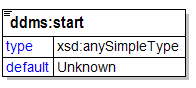 ddms:start
type xsd:anySimpleType
default Unknown